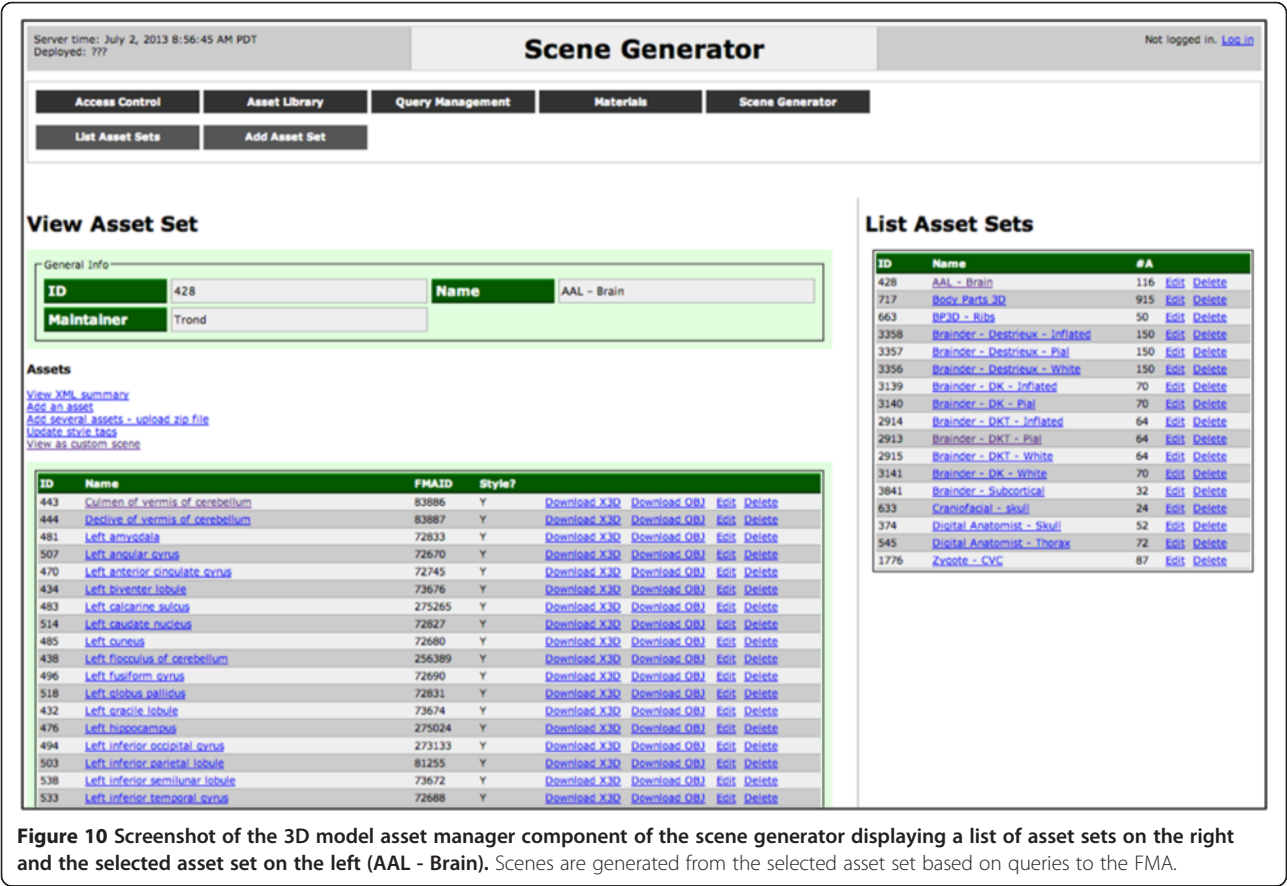 Server time: July 2, 2013 8:56:45 AM PDT
Deployed: ???
Scene Generator
Not logged in. Log in
Access Control Asset Library Query Management Materials Scene Generator
List Asset Sets Add Asset Set
View Asset Set
General Info
ID 428 Name AAL - Brain
Maintainer Trond
Assets
View XML summary
Add an asset
Add several assets - upload zip file
Update style tags
View as custom scene
ID Name FMAID Style?
443 Culmen of vermis of cerebellum 83886 Y Download X3D Download OBJ Edit Delete
444 Declive of vermis of cerebellum 83887 Y Download X3D Download OBJ Edit Delete
481 Left amygdala 72833 Y Download X3D Download OBJ Edit Delete
507 Left angular gyrus 72670 Y Download X3D Download OBJ Edit Delete
470 Left anterior cingulate gyrus 72745 Y Download X3D Download OBJ Edit Delete
434 Left biventer lobule 73676 Y Download X3D Download OBJ Edit Delete
483 Left calcarine sulcus 275265 Y Download X3D Download OBJ Edit Delete
514 Left caudate nucleus 72827 Y Download X3D Download OBJ Edit Delete
485 Left cuneus 72680 Y Download X3D Download OBJ Edit Delete
438 Left flocculus of cerebellum 256389 Y Download X3D Download OBJ Edit Delete
496 Left fusiform gyrus 72690 Y Download X3D Download OBJ Edit Delete
518 Left globus pallidus 72831 Y Download X3D Download OBJ Edit Delete
432 Left gracile lobule 73674 Y Download X3D Download OBJ Edit Delete
476 Left hippocampus 275024 Y Download X3D Download OBJ Edit Delete
494 Left inferior occipital gyrus 273133 Y Download X3D Download OBJ Edit Delete
503 Left inferior parietal lobule 81255 Y Download X3D Download OBJ Edit Delete
538 Left inferior semilunar lobule 73672 Y Download X3D Download OBJ Edit Delete
533 Left inferior temporal gyrus 72688 Y Download X3D Download OBJ Edit Delete
List Asset Sets
ID Name #A
428 AAL - Brain 116 Edit Delete
717 Body Parts 3D 915 Edit Delete
663 BP3D - Ribs 50 Edit Delete
3358 Brainder - Destrieux - Inflated 150 Edit Delete
3357 Brainder - Destrieux - Pial 150 Edit Delete
3356 Brainder - Destrieux - White 150 Edit Delete
3139 Brainder - DK - Inflated 70 Edit Delete
3140 Brainder - DK - Pial 70 Edit Delete
2914 Brainder - DKT - Inflated 64 Edit Delete
2913 Brainder - DKT - Pial 64 Edit Delete
2915 Brainder - DKT - White 64 Edit Delete
3141 Brainder - DK - White 70 Edit Delete
3841 Brainder - Subcortical 32 Edit Delete
633 Craniofacial - skull 24 Edit Delete
374 Digital Anatomist - Skull 52 Edit Delete
545 Digital Anatomist - Thorax 72 Edit Delete
1776 Zygote - CVC 87 Edit Delete
Figure 10 Screenshot of the 3D model asset manager component of the scene generator displaying a list of asset sets on the right
and the selected asset set on the left (AAL - Brain). Scenes are generated from the selected asset set based on queries to the FMA.